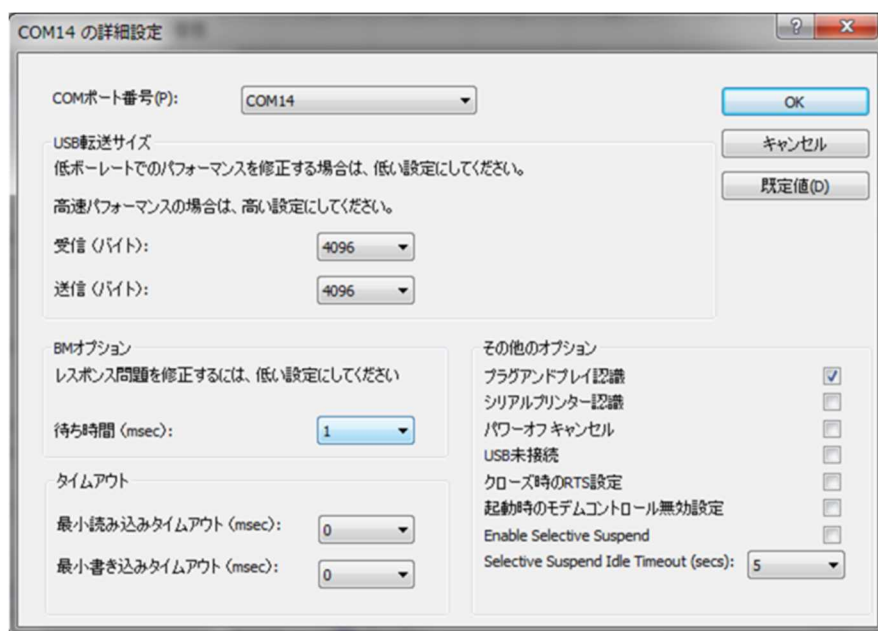 COM14 の詳細設定
COMポート番号(P):
COM14
OK
キャンセル
既定値(D)
USB転送サイズ
低ボーレートでのパフォーマンスを修正する場合は、低い設定にしてください。
高速パフォーマンスの場合は、高い設定にしてください。
受信 (バイト):
4096
送信 (バイト):
4096
BMオプション
レスポンス問題を修正するには、低い設定にしてください
待ち時間 (msec):
1
タイムアウト
最小読み込みタイムアウト (msec):
0
最小書き込みタイムアウト (msec):
0
その他のオプション
プラグアンドプレイ認識
シリアルプリンター認識
パワーオフ キャンセル
USB未接続
クローズ時のRTS設定
起動時のモデムコントロール無効設定
Enable Selective Suspend
Selective Suspend Idle Timeout (secs):
5